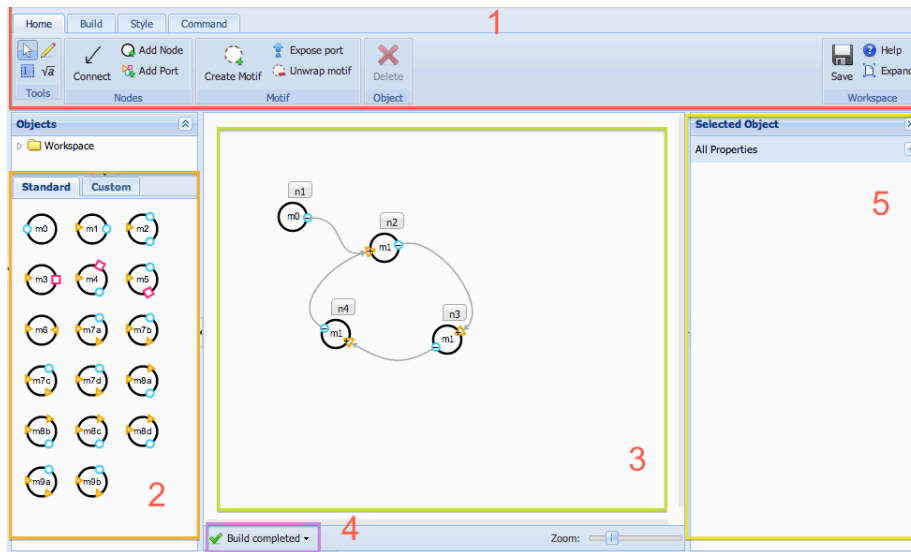 Home Build Style Command 1
Add Node Expose port Help
√a Connect Add Port Create Motif Unwrap motif Delete Save Expand
Tools Nodes Motif Object Workspace
Objects Selected Object
Workspace All Properties
Standard Custom
m0 m1 m2
m3 m4 m5
m6 m7a m7b
m7c m7d m8a
m8b m8c m8d
m9a m9b
2
n1
m0
n2
m1
n4
m1
n3
m1
3
5
Build completed
4
Zoom: